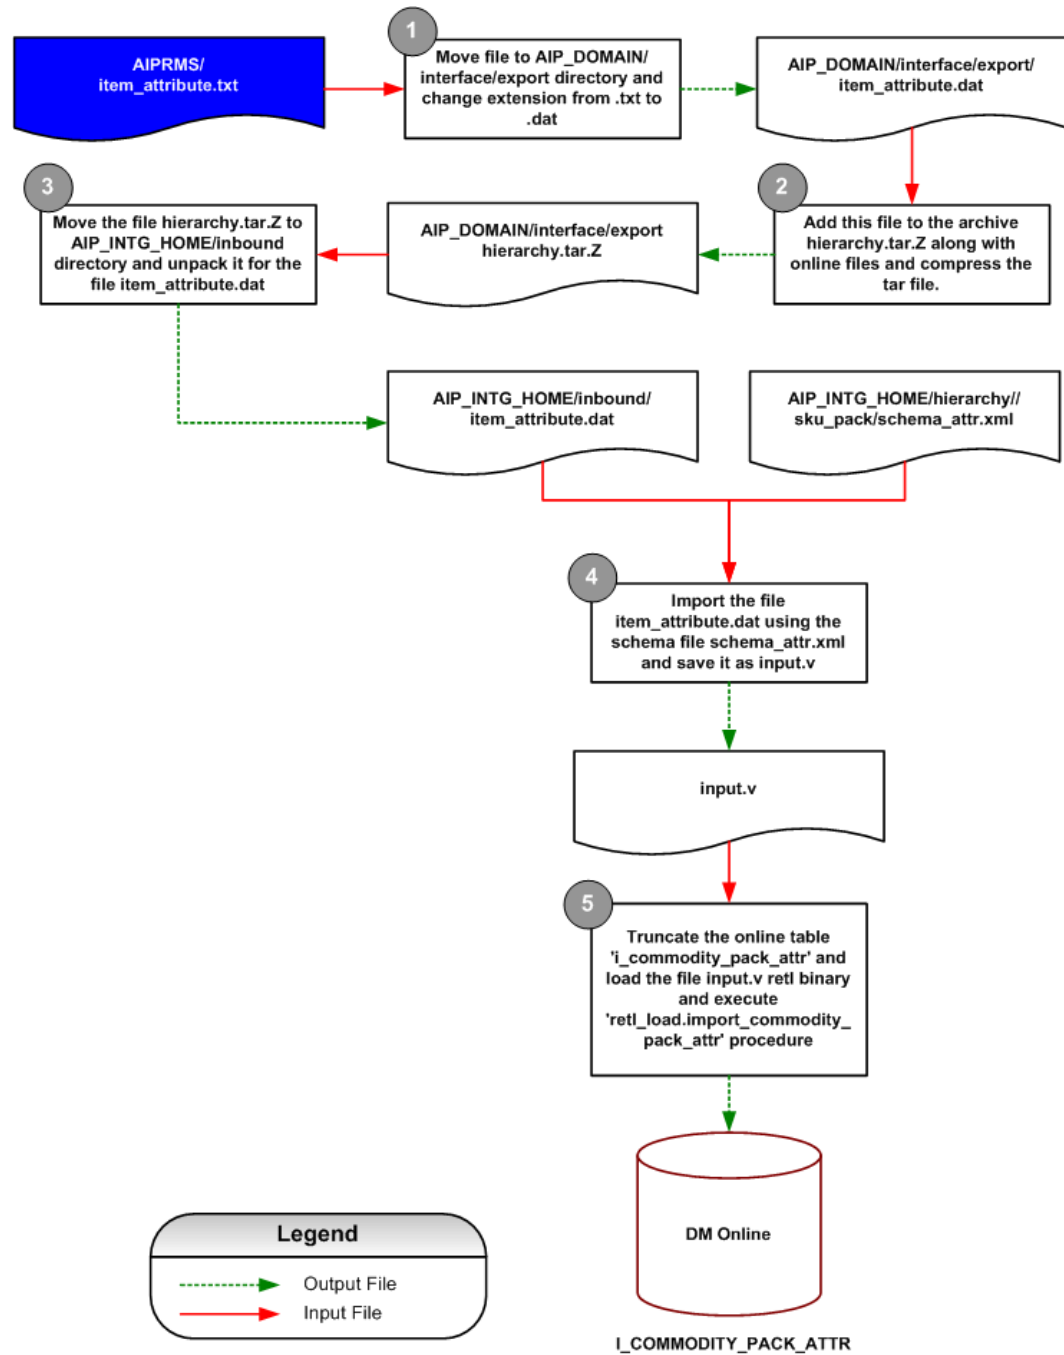 AIPRMS/
item_attribute.txt
1
Move file to AIP_DOMAIN/
interface/export directory and
change extension from .txt to
.dat
AIP_DOMAIN/interface/export/
item_attribute.dat
3
Move the file hierarchy.tar.Z to
AIP_INTG_HOME/inbound
directory and unpack it for the
file item_attribute.dat
AIP_DOMAIN/interface/export
hierarchy.tar.Z
2
Add this file to the archive
hierarchy.tar.Z along with
online files and compress the
tar file.
AIP_INTG_HOME/inbound/
item_attribute.dat
AIP_INTG_HOME/hierarchy//
sku_pack/schema_attr.xml
4
Import the file
item_attribute.dat using the
schema file schema_attr.xml
and save it as input.v
input.v
5
Truncate the online table
'i_commodity_pack_attr' and
load the file input.v retl binary
and execute
'retl_load.import_commodity_
pack_attr' procedure
DM Online
I_COMMODITY_PACK_ATTR
Legend
Output File
Input File